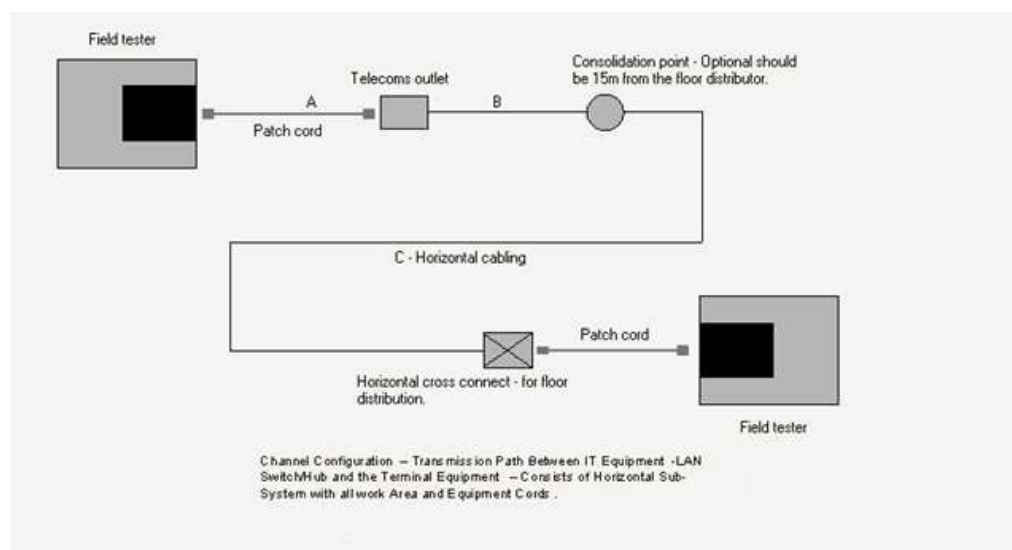 Field tester
Consolidation point - Optional should
be 15m from the floor distributor.
Telecoms outlet
A
B
Patch cord
C - Horizontal cabling
Patch cord
Horizontal cross connect - for floor
distribution.
Field tester
Channel Configuration – Transmission Path Between IT Equipment -LAN
Switch/Hub and the Terminal Equipment – Consists of Horizontal Sub-
System with all work Area and Equipment Cords .